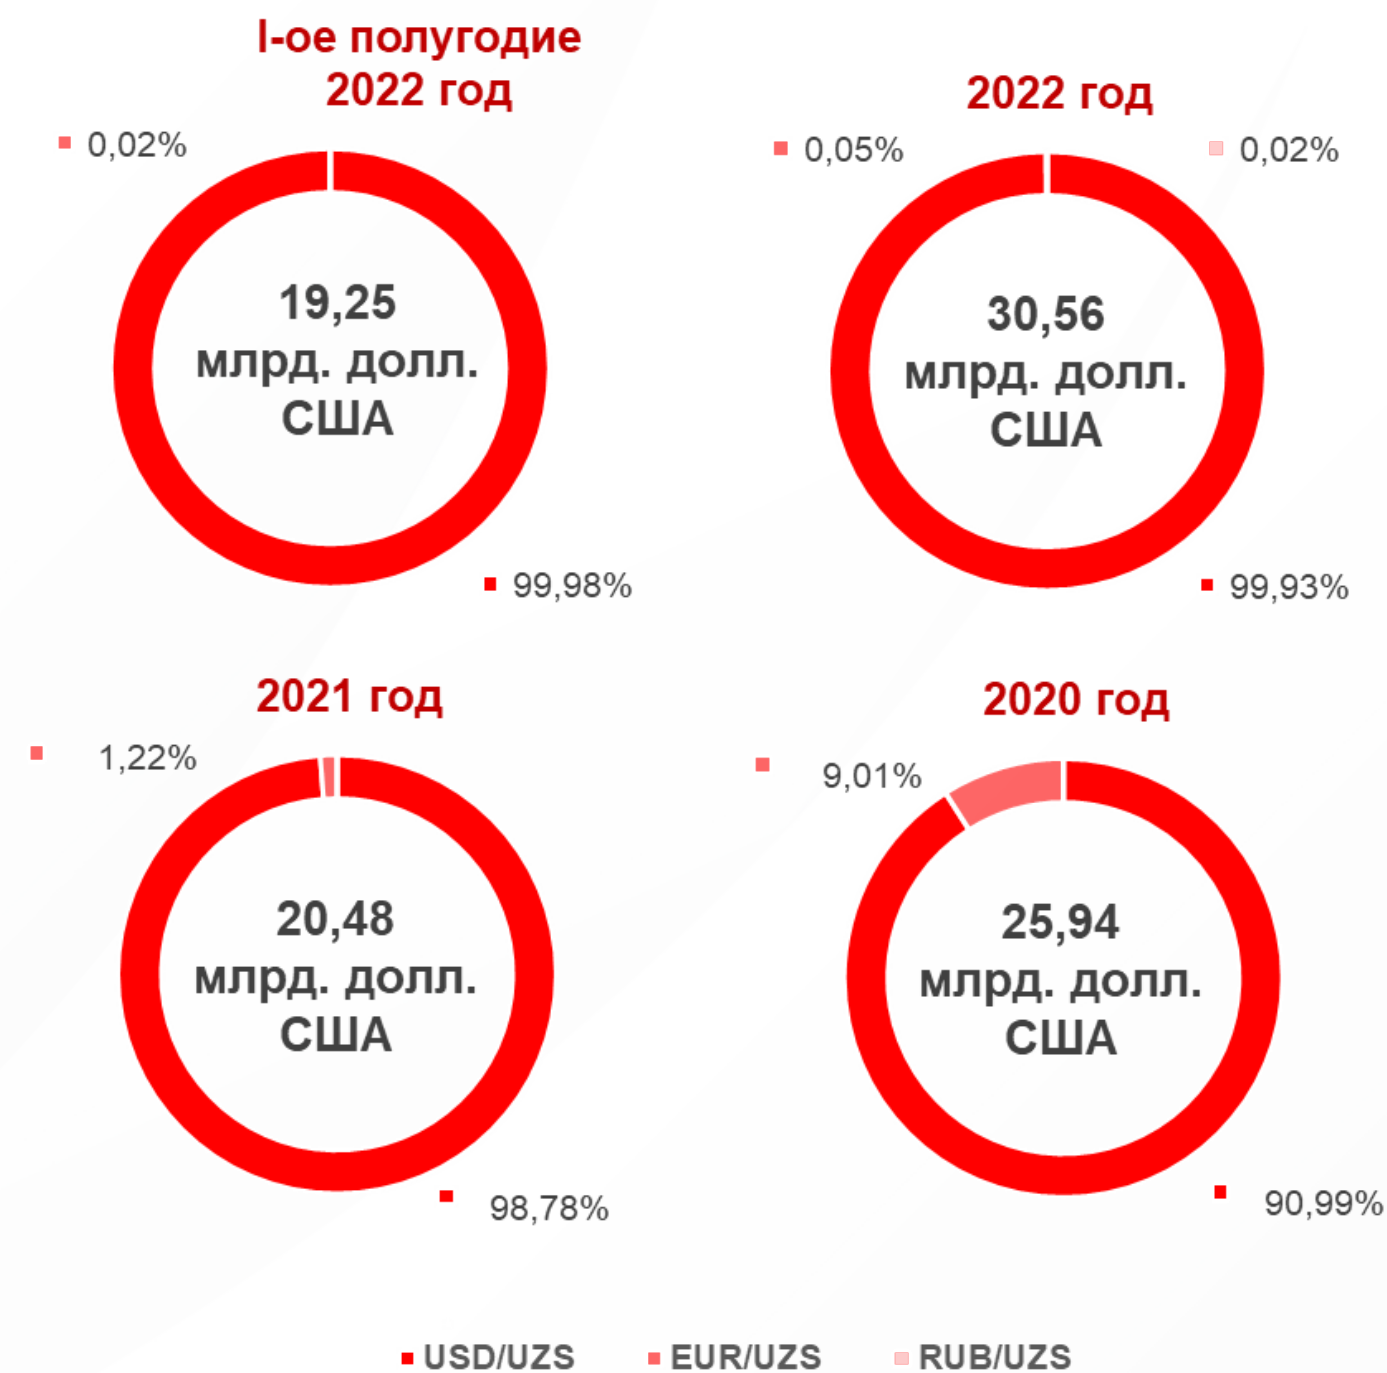 I-ое полугодие
2022 год
0,02%
19,25
млрд. долл.
США
99,98%
2022 год
0,05%
0,02%
30,56
млрд. долл.
США
99,93%
2021 год
1,22%
20,48
млрд. долл.
США
98,78%
2020 год
9,01%
25,94
млрд. долл.
США
90,99%
USD/UZS
EUR/UZS
RUB/UZS